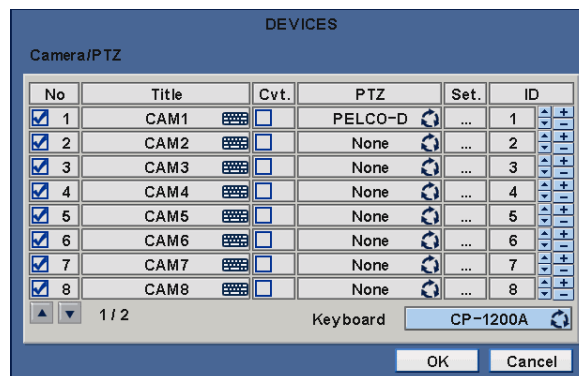 DEVICES
Camera/PTZ
No Title Cvt. PTZ Set. ID
1 CAM1 PELCO-D ... 1
2 CAM2 None ... 2
3 CAM3 None ... 3
4 CAM4 None ... 4
5 CAM5 None ... 5
6 CAM6 None ... 6
7 CAM7 None ... 7
8 CAM8 None ... 8
1 / 2 Keyboard CP-1200A
OK Cancel